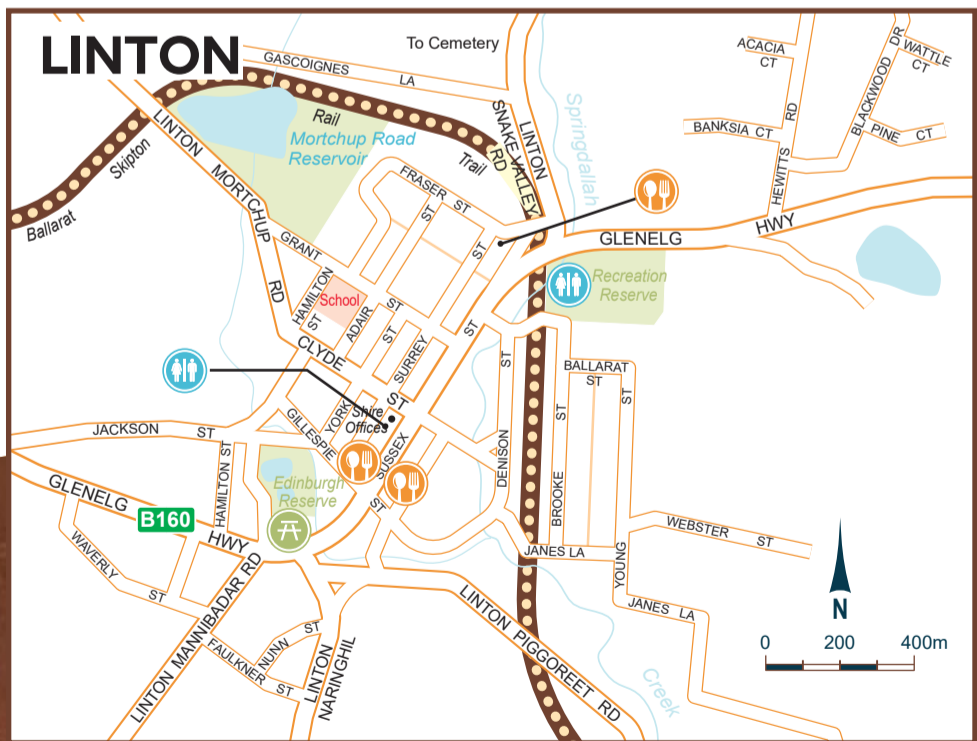 LINTON
To Cemetery
GASCOIGNES LA
ACACIA CT
BLACKWOOD DR
WATTLE CT
PINE CT
BANKSIA CT
HEWITTS RD
Springdallah
Rail
Mortchup Road
Reservoir
Trail
Skipton
Ballarat
LINTON MORTCHUP RD
LINTON
SNAKE VALLEY RD
FRASER ST
ST
ST
GLENELG HWY
Recreation
Reserve
GRANT ST
HAMILTON ST
School
ADAIR ST
CLYDE ST
SURREY
ST
YORK
Shire
Offices
GILLESPIE ST
SUSSEX
JACKSON ST
HAMILTON ST
Edinburgh
Reserve
GLENELG HWY
B160
DENISON ST
BALLARAT
ST
BROOKE ST
YOUNG ST
WEBSTER ST
JANES LA
JANES LA
WAVERLY ST
LINTON MANNIBADAR RD
FAULKNER ST
NUNN ST
LINTON
NARINGHIL
LINTON PIGGOREET RD
Creek
N
0 200 400m